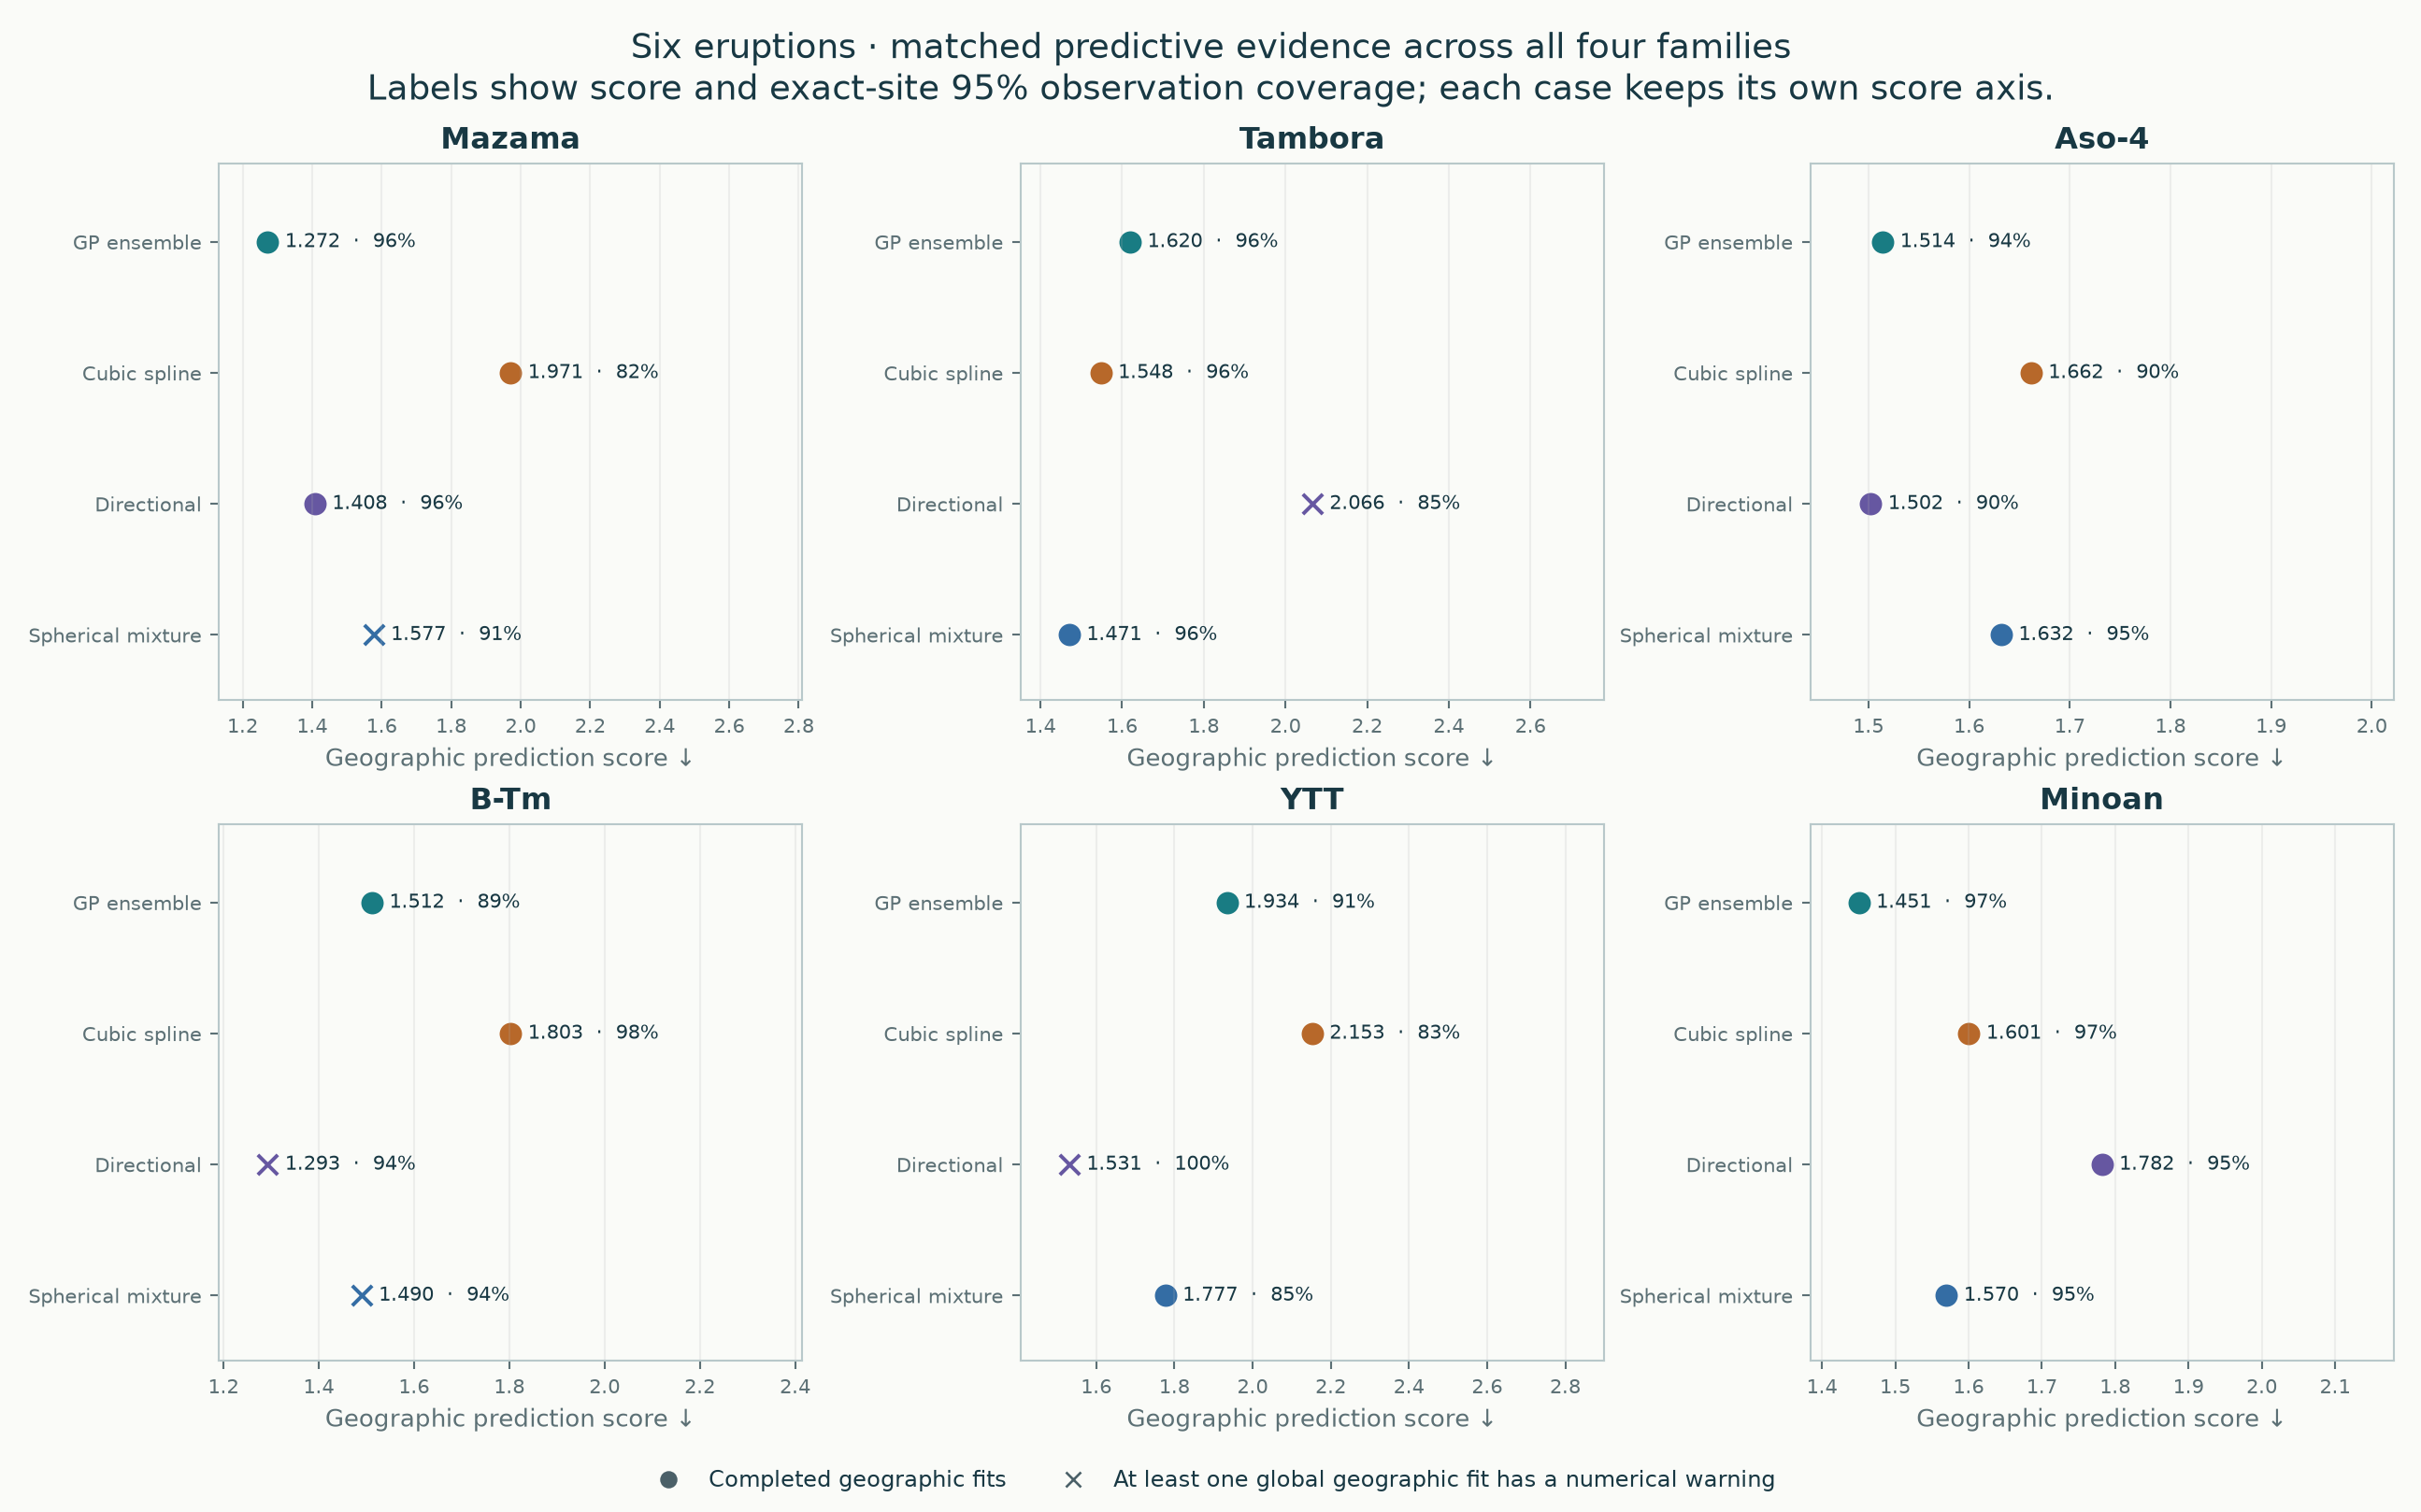 Six eruptions · matched predictive evidence across all four families
Labels show score and exact-site 95% observation coverage; each case keeps its own score axis.
Mazama
GP ensemble
1.272 · 96%
Cubic spline
1.971 · 82%
Directional
1.408 · 96%
Spherical mixture
1.577 · 91%
1.2 1.4 1.6 1.8 2.0 2.2 2.4 2.6 2.8
Geographic prediction score ↓
Tambora
GP ensemble
1.620 · 96%
Cubic spline
1.548 · 96%
Directional
2.066 · 85%
Spherical mixture
1.471 · 96%
1.4 1.6 1.8 2.0 2.2 2.4 2.6
Geographic prediction score ↓
Aso-4
GP ensemble
1.514 · 94%
Cubic spline
1.662 · 90%
Directional
1.502 · 90%
Spherical mixture
1.632 · 95%
1.5 1.6 1.7 1.8 1.9 2.0
Geographic prediction score ↓
B-Tm
GP ensemble
1.512 · 89%
Cubic spline
1.803 · 98%
Directional
1.293 · 94%
Spherical mixture
1.490 · 94%
1.2 1.4 1.6 1.8 2.0 2.2 2.4
Geographic prediction score ↓
YTT
GP ensemble
1.934 · 91%
Cubic spline
2.153 · 83%
Directional
1.531 · 100%
Spherical mixture
1.777 · 85%
1.6 1.8 2.0 2.2 2.4 2.6 2.8
Geographic prediction score ↓
Minoan
GP ensemble
1.451 · 97%
Cubic spline
1.601 · 97%
Directional
1.782 · 95%
Spherical mixture
1.570 · 95%
1.4 1.5 1.6 1.7 1.8 1.9 2.0 2.1
Geographic prediction score ↓
Completed geographic fits
At least one global geographic fit has a numerical warning